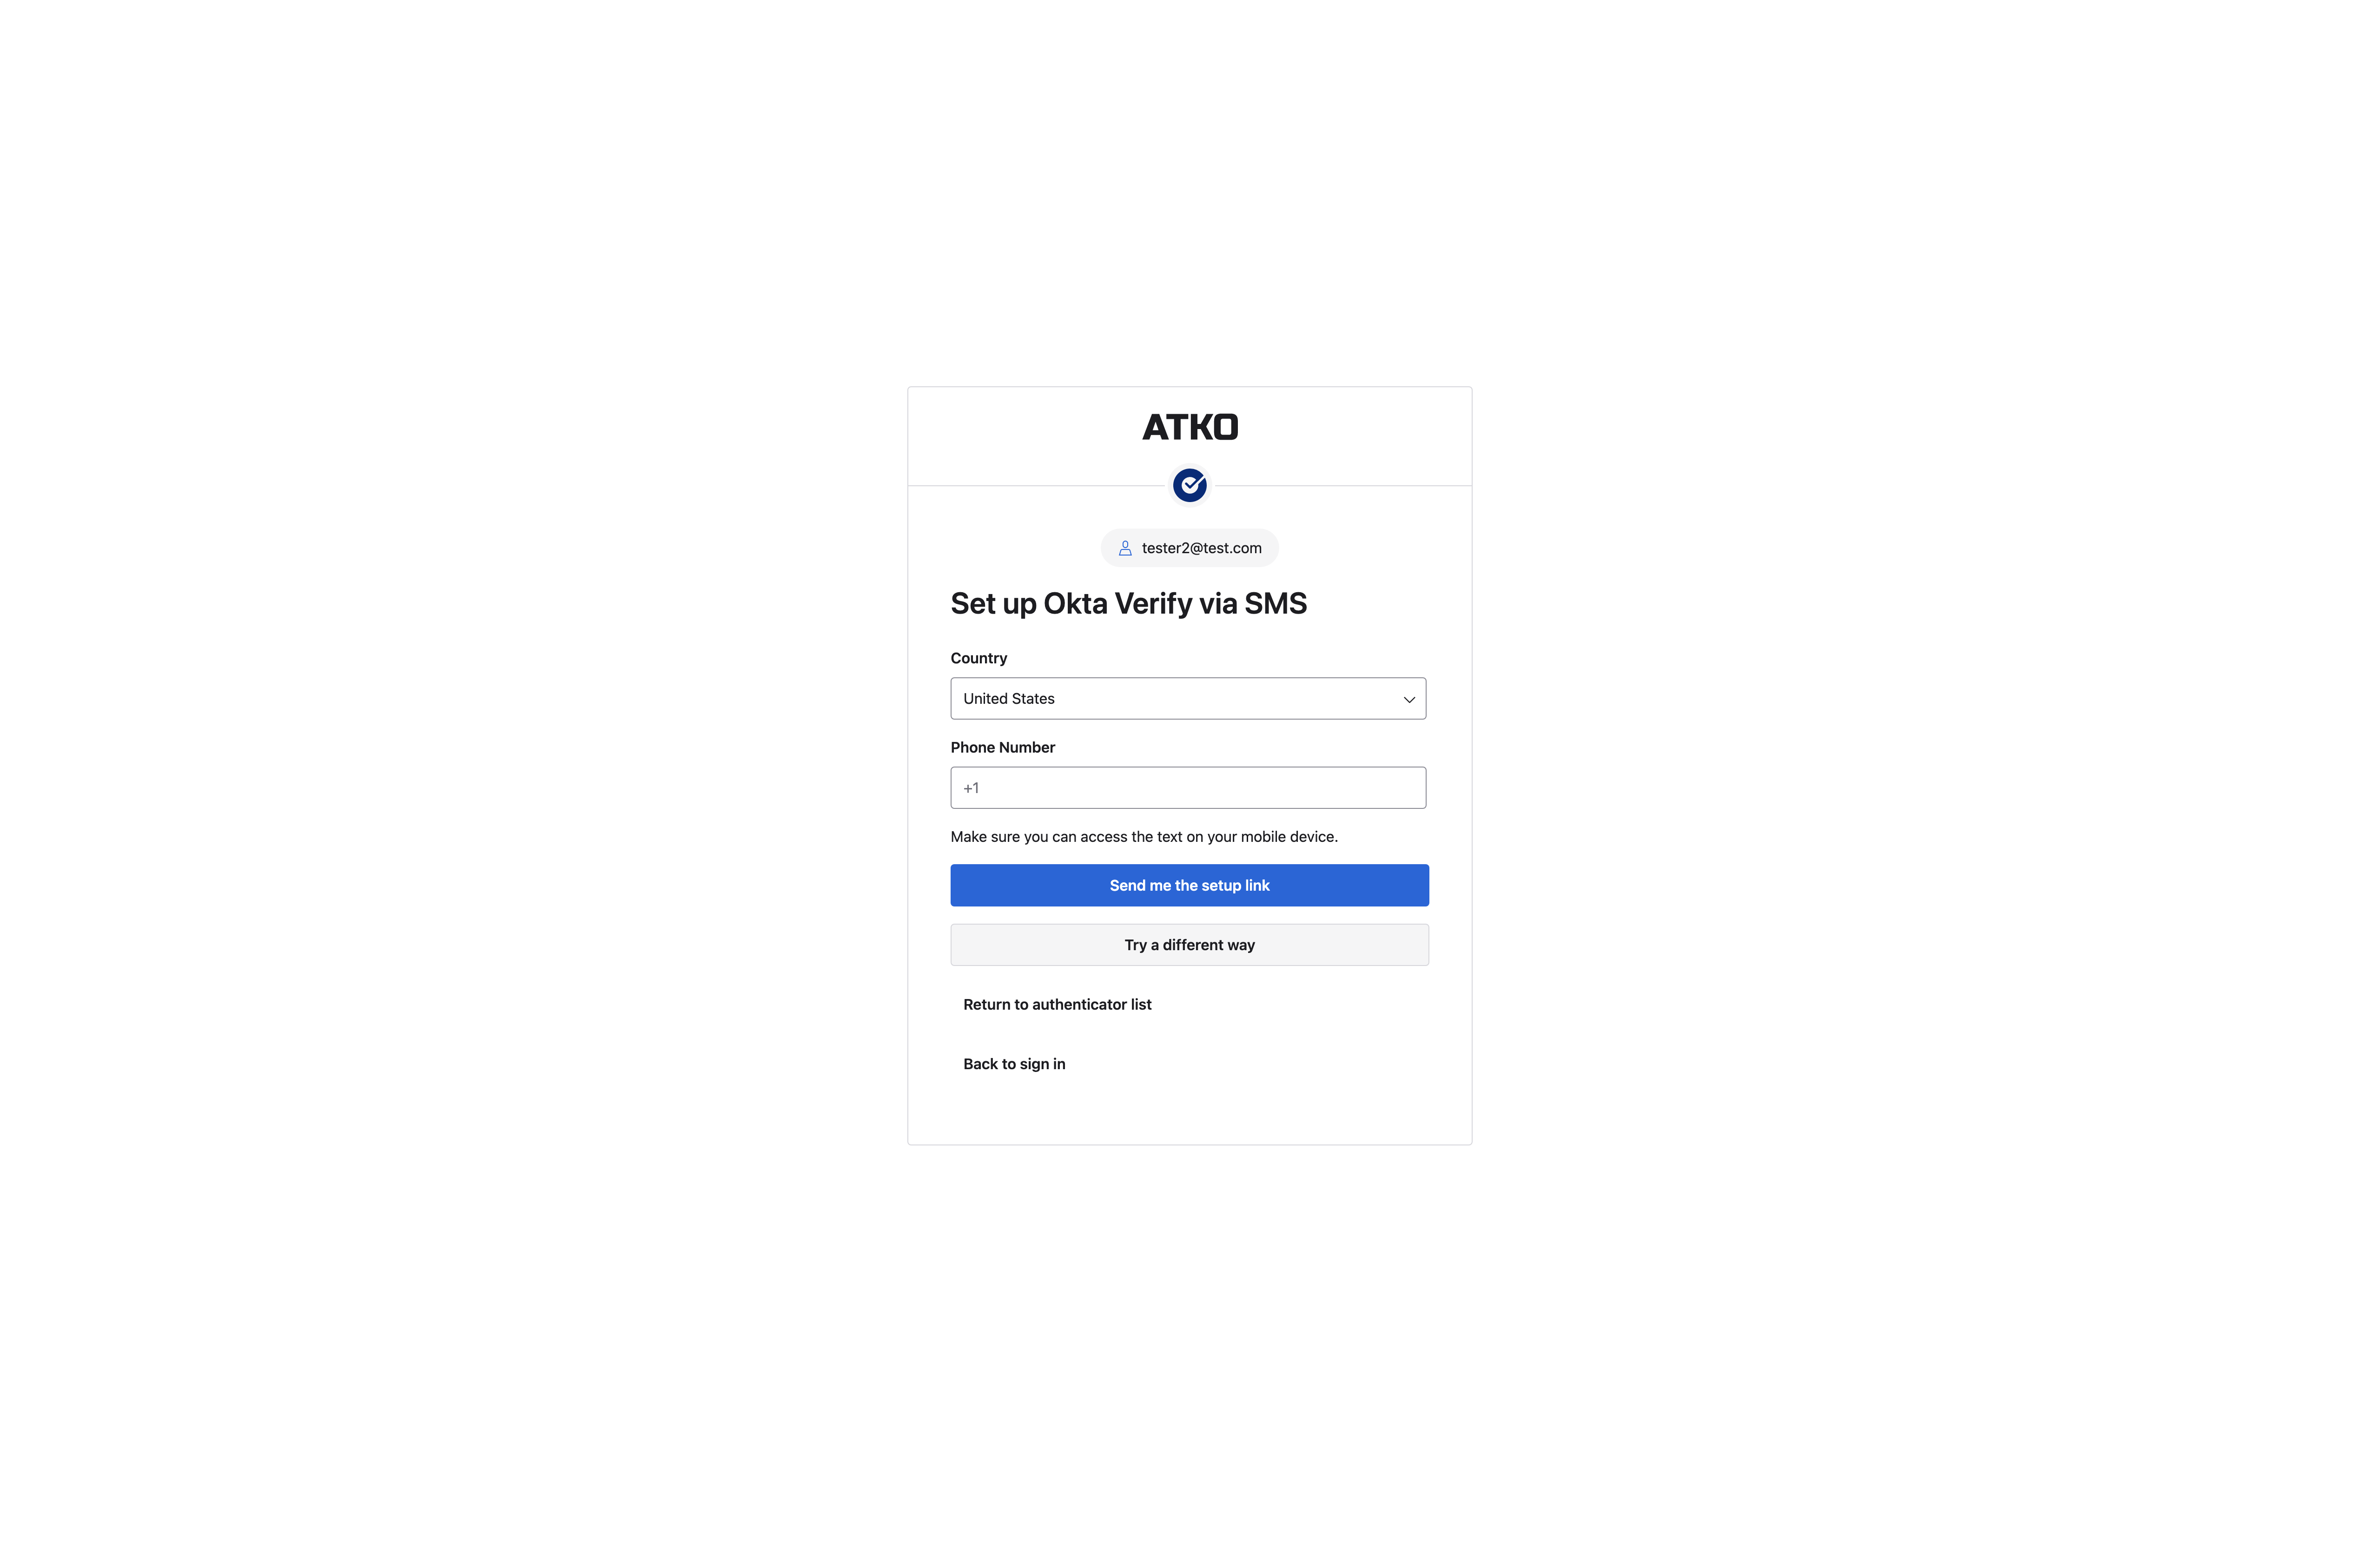 ATKO
tester2@test.com
Set up Okta Verify via SMS
Country
United States
Phone Number
+1
Make sure you can access the text on your mobile device.
Send me the setup link
Try a different way
Return to authenticator list
Back to sign in